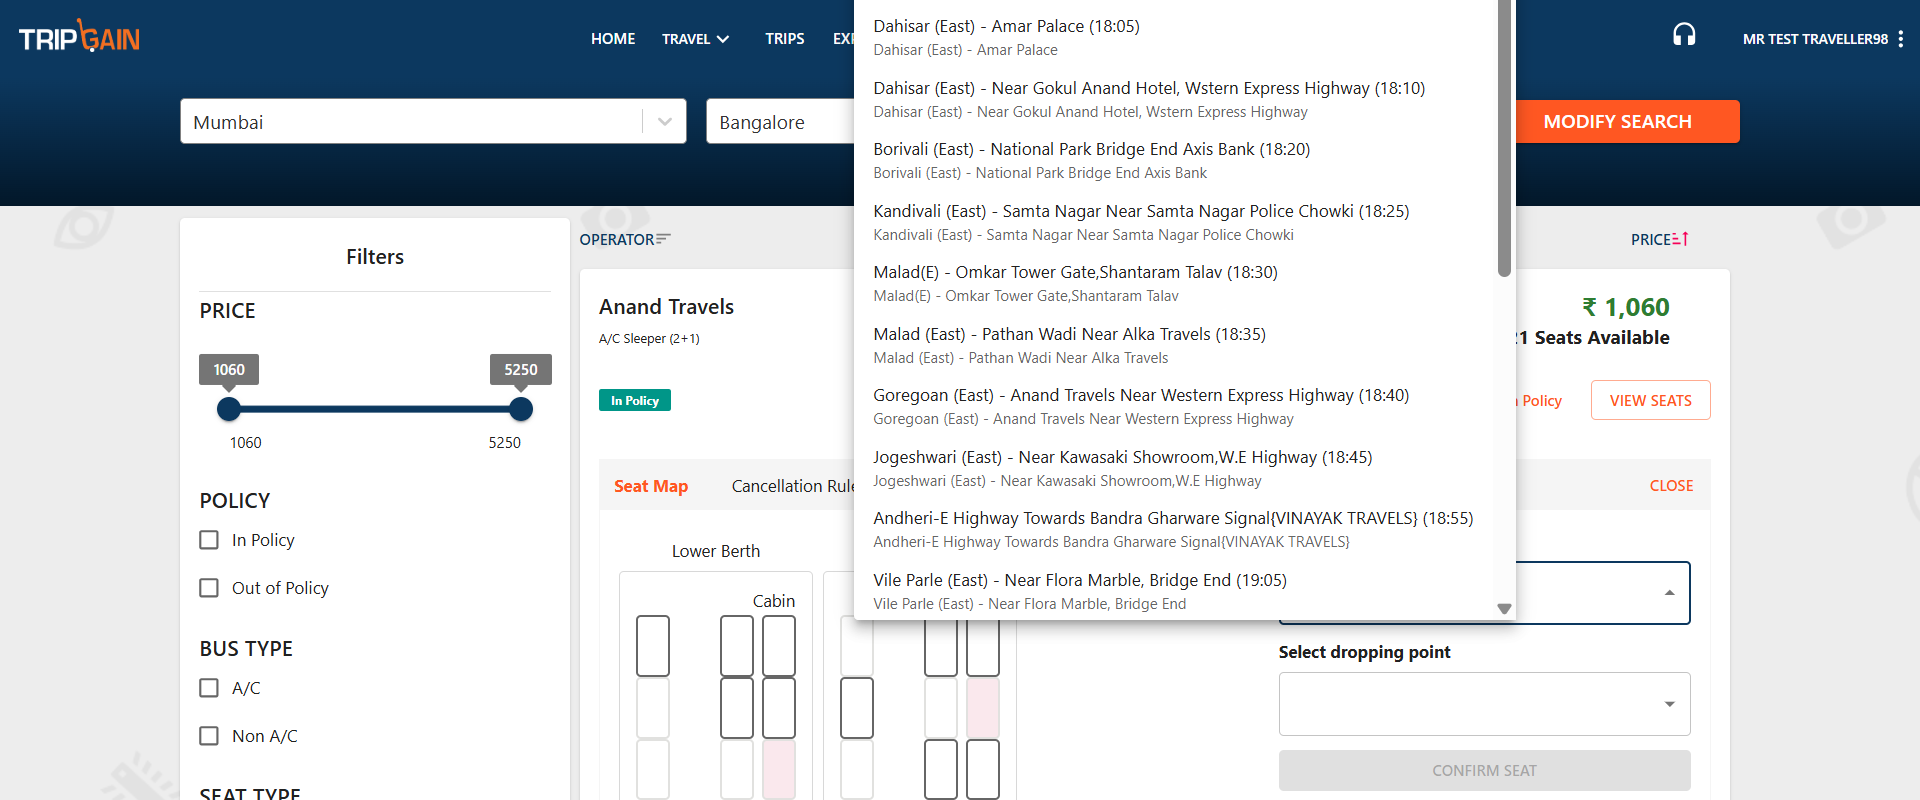 TRIPGAIN
HOME
TRAVEL
TRIPS
MR TEST TRAVELLER98
Mumbai
Bangalore
MODIFY SEARCH
Dahisar (East) - Amar Palace (18:05)
Dahisar (East) - Amar Palace
Dahisar (East) - Near Gokul Anand Hotel, Wstern Express Highway (18:10)
Dahisar (East) - Near Gokul Anand Hotel, Wstern Express Highway
Borivali (East) - National Park Bridge End Axis Bank (18:20)
Borivali (East) - National Park Bridge End Axis Bank
Kandivali (East) - Samta Nagar Near Samta Nagar Police Chowki (18:25)
Kandivali (East) - Samta Nagar Near Samta Nagar Police Chowki
Malad(E) - Omkar Tower Gate,Shantaram Talav (18:30)
Malad(E) - Omkar Tower Gate,Shantaram Talav
Malad (East) - Pathan Wadi Near Alka Travels (18:35)
Malad (East) - Pathan Wadi Near Alka Travels
Goregoan (East) - Anand Travels Near Western Express Highway (18:40)
Goregoan (East) - Anand Travels Near Western Express Highway
Jogeshwari (East) - Near Kawasaki Showroom,W.E Highway (18:45)
Jogeshwari (East) - Near Kawasaki Showroom,W.E Highway
Andheri-E Highway Towards Bandra Gharware Signal{VINAYAK TRAVELS} (18:55)
Andheri-E Highway Towards Bandra Gharware Signal{VINAYAK TRAVELS}
Vile Parle (East) - Near Flora Marble, Bridge End (19:05)
Vile Parle (East) - Near Flora Marble, Bridge End
Filters
PRICE
1060
5250
1060
5250
POLICY
In Policy
Out of Policy
BUS TYPE
A/C
Non A/C
SEAT TYPE
OPERATOR
PRICE
Anand Travels
A/C Sleeper (2+1)
In Policy
₹ 1,060
21 Seats Available
Policy
VIEW SEATS
Seat Map
Cancellation Rule
CLOSE
Lower Berth
Cabin
Select dropping point
CONFIRM SEAT